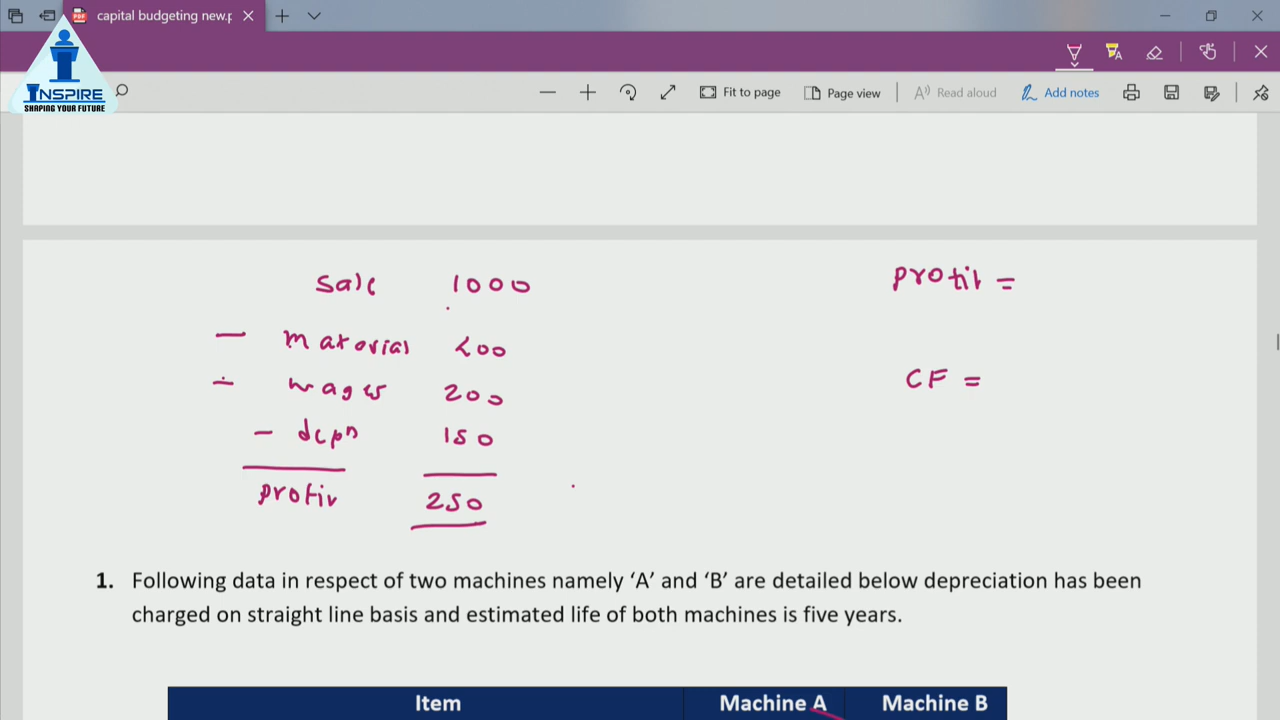 capital budgeting new.p
INSPIRE
SHAPING YOUR FUTURE
Fit to page
Page view
Read aloud
Add notes
Sale 1000
Profit =
— material 200
— wages 200
CF =
— depn 150
Profit 250
1. Following data in respect of two machines namely ‘A’ and ‘B’ are detailed below depreciation has been
charged on straight line basis and estimated life of both machines is five years.
Item Machine A Machine B